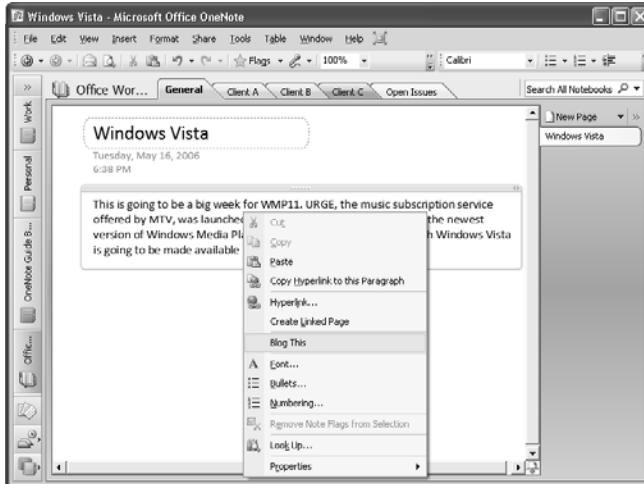 Windows Vista - Microsoft Office OneNote
File Edit View Insert Format Share Tools Table Window Help
Flags 100% Calibri
Office Wor... General Client A Client B Client C Open Issues Search All Notebooks
Work
Personal
OneNote Guide B...
Offic...
New Page
Windows Vista
Windows Vista
Tuesday, May 16, 2006
6:38 PM
This is going to be a big week for WMP11. URGE, the music subscription service
offered by MTV, was launche the newest
version of Windows Media Pla h Windows Vista
is going to be made available
Cut
Copy
Paste
Copy Hyperlink to this Paragraph
Hyperlink...
Create Linked Page
Blog This
Font...
Bullets...
Numbering...
Remove Note Flags from Selection
Look Up...
Properties